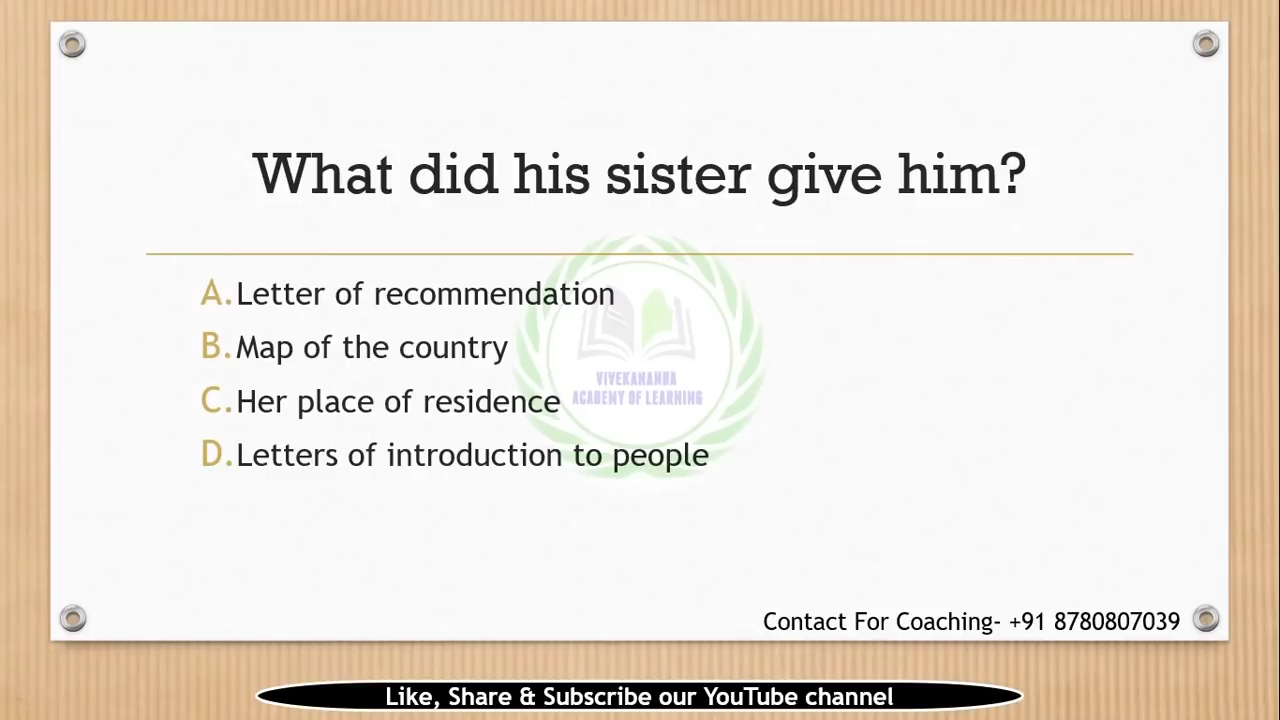 What did his sister give him?
A. Letter of recommendation
B. Map of the country
C. Her place of residence
D. Letters of introduction to people
VIVEKANANDA
ACADEMY OF LEARNING
Contact For Coaching- +91 8780807039
Like, Share & Subscribe our YouTube channel